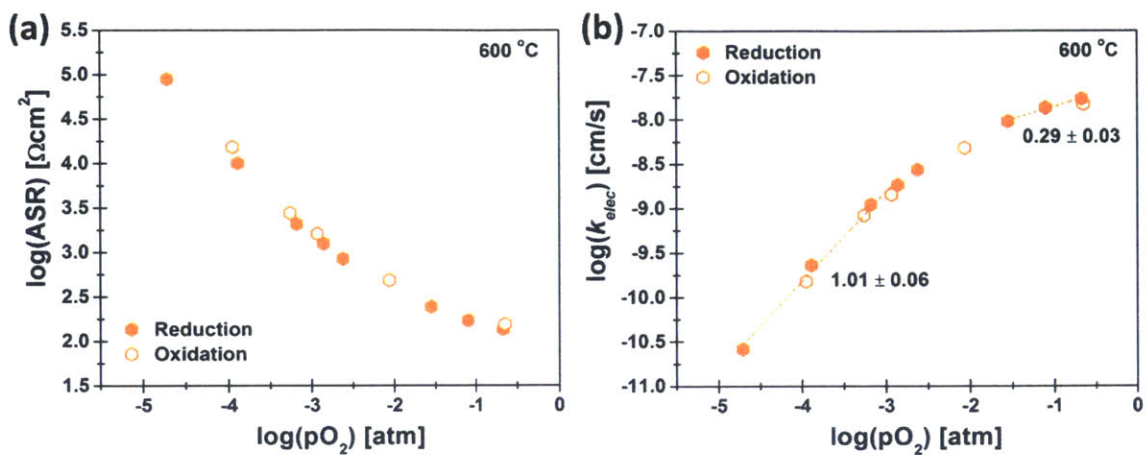 (a)
600 °C
log(ASR) [Ωcm²]
5.5
5.0
4.5
4.0
3.5
3.0
2.5
2.0
1.5
Reduction
Oxidation
-5 -4 -3 -2 -1 0
log(pO₂) [atm]
(b)
600 °C
Reduction
Oxidation
log(k_elec) [cm/s]
-7.0
-7.5
-8.0
-8.5
-9.0
-9.5
-10.0
-10.5
-11.0
0.29 ± 0.03
1.01 ± 0.06
-5 -4 -3 -2 -1 0
log(pO₂) [atm]